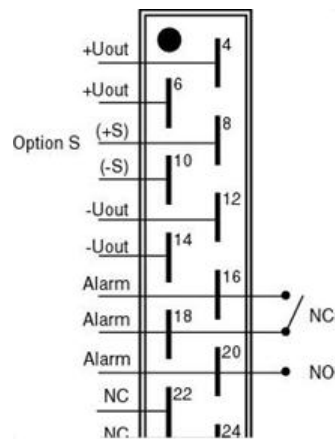 +Uout 4
+Uout 6
Option S (+S) 8
(-S) 10
-Uout 12
-Uout 14
Alarm 16
NC
Alarm 18
Alarm 20 NO
NC 22
NC 24